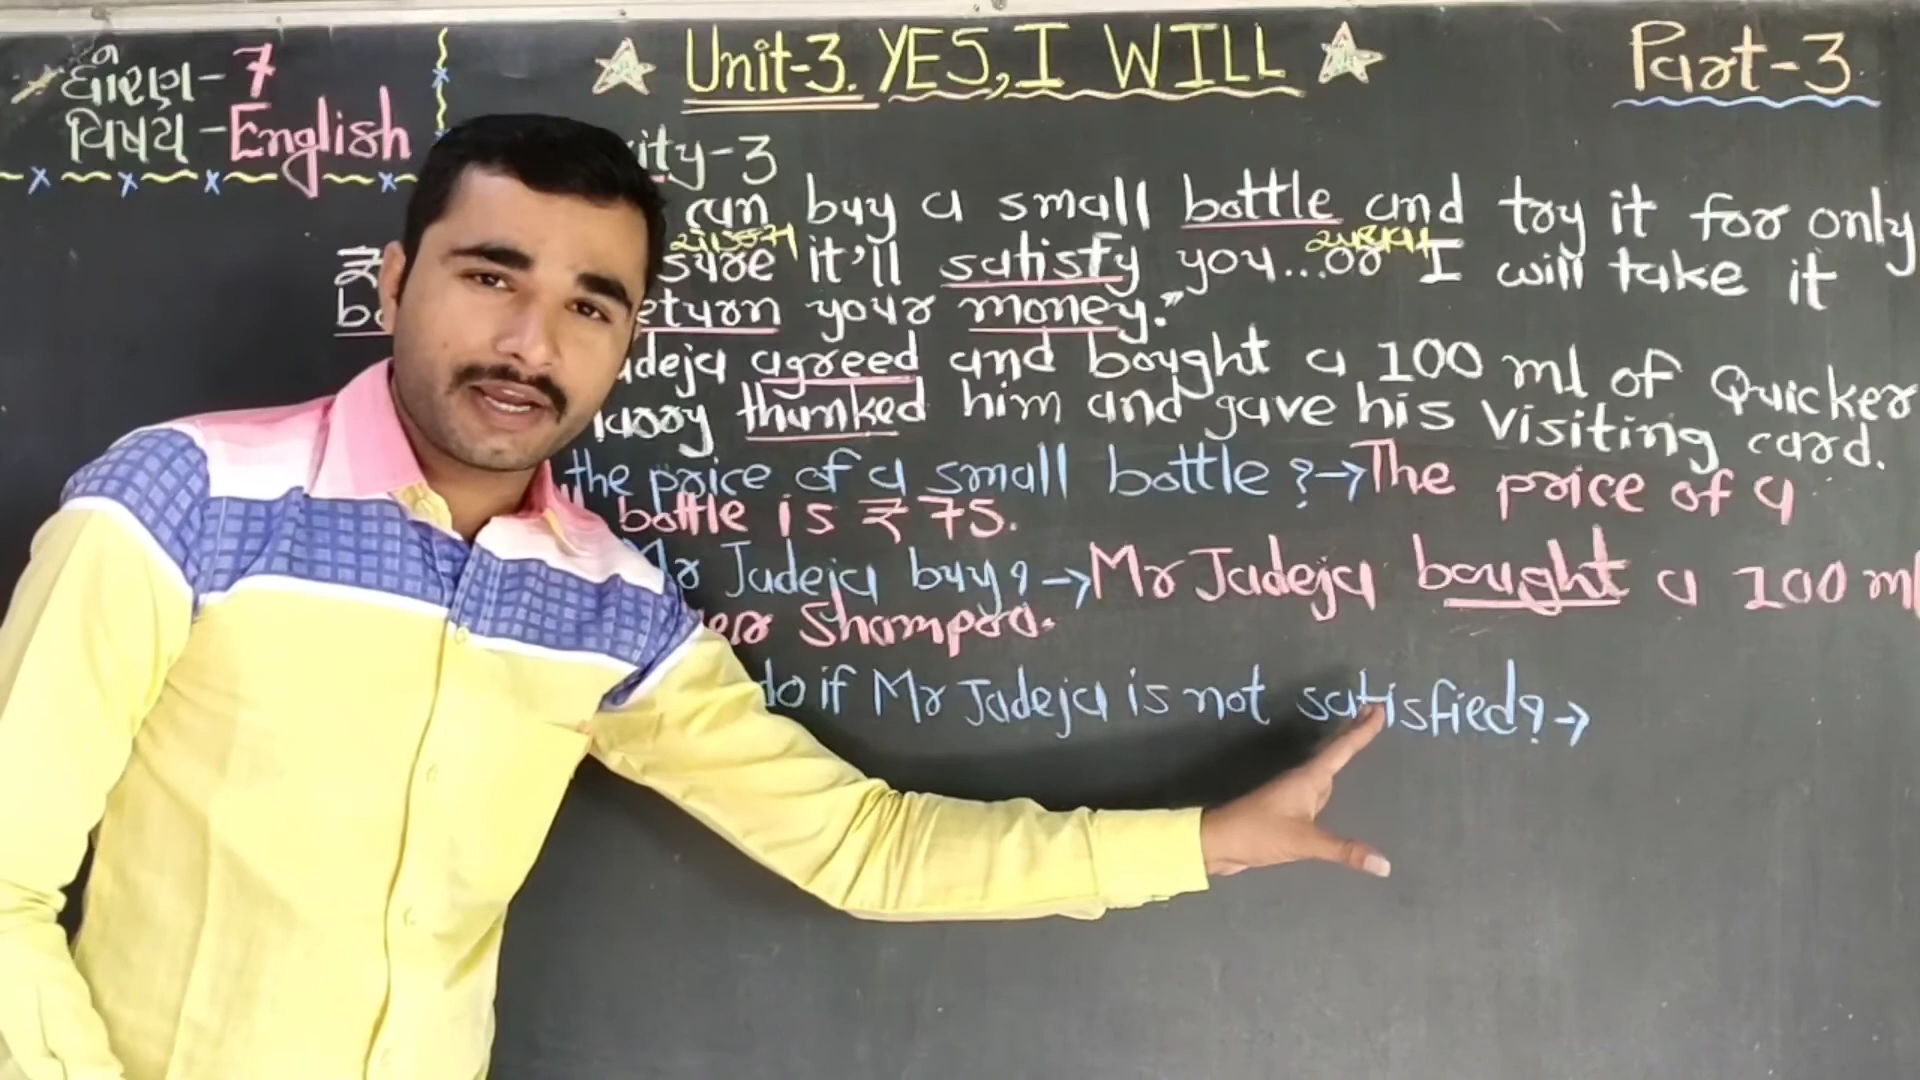 ધોરણ - 7
વિષય - English
Unit-3. YES, I WILL
Part-3
ity-3
can buy a small bottle and try it for only
₹ sure it'll satisfy you...or I will take it
eturn your money."
adeja agreed and bought a 100 ml of Quicker
arry thanked him and gave his visiting card.
the price of a small bottle? → The price of a
bottle is ₹ 75.
Mr Jadeja buy? → Mr Jadeja bought a 100 ml
er Shampoo.
do if Mr Jadeja is not satisfied? →